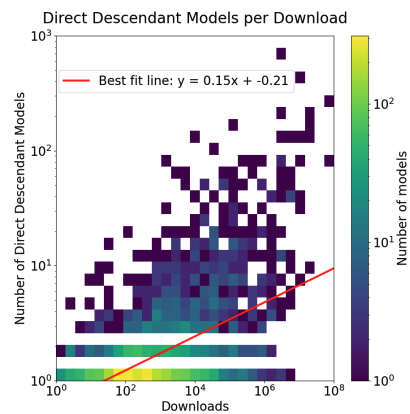 Direct Descendant Models per Download
Number of Direct Descendant Models
10³
10²
10¹
10⁰
Best fit line: y = 0.15x + -0.21
10⁰ 10² 10⁴ 10⁶ 10⁸
Downloads
10²
10¹
10⁰
Number of models